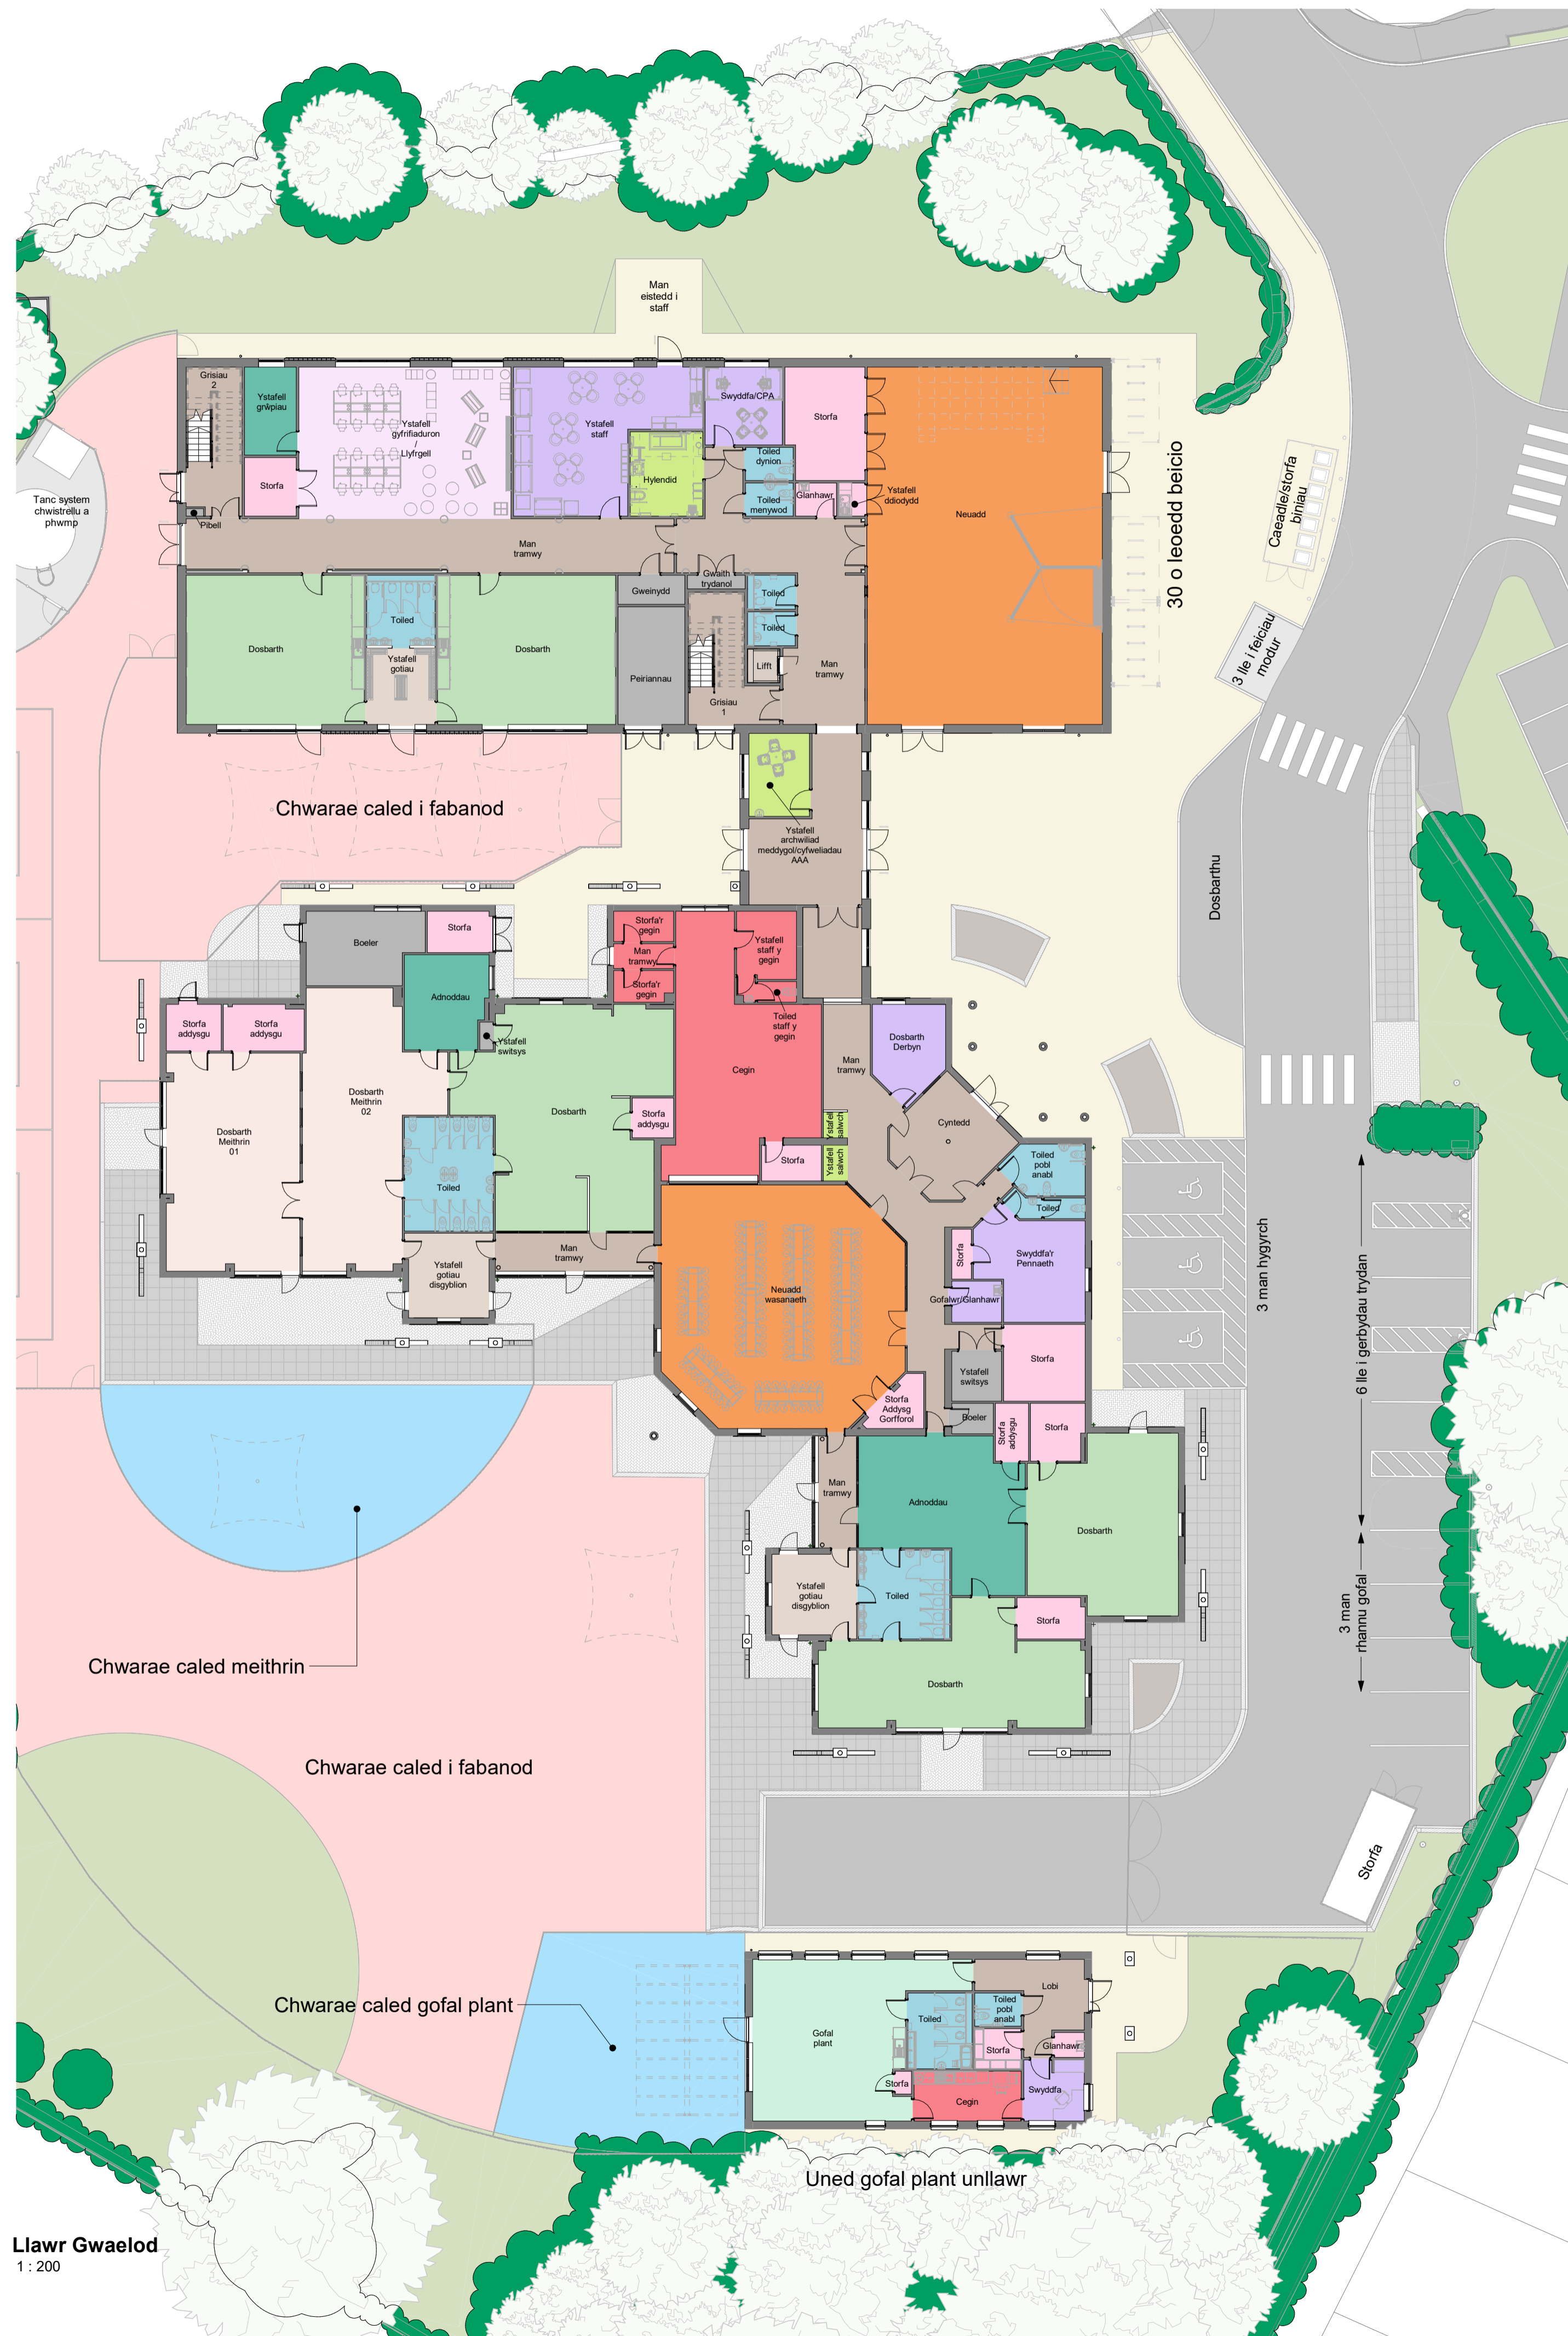 Man
eistedd i
staff
Grisiau
2
Ystafell
grŵpiau
Ystafell
gyfrifiaduron
/
Llyfrgell
Ystafell
staff
Swyddfa/CPA
Storfa
Hylendid
Toiled
dynion
Toiled
menywod
Glanhawr
Ystafell
ddiodydd
Neuadd
Storfa
Pibell
Man
tramwy
Tanc system
chwistrellu a
phwmp
30 o leoedd beicio
Caeadle/storfa
biniau
3 lle i feiciau
modur
Gwaith
trydanol
Gweinydd
Toiled
Toiled
Toiled
Dosbarth
Ystafell
gotiau
Dosbarth
Peiriannau
Lifft
Man
tramwy
Grisiau
1
Chwarae caled i fabanod
Ystafell
archwiliad
meddygol/cyfweliadau
AAA
Dosbarthu
Boeler
Storfa
Storfa'r
gegin
Man
tramwy
Storfa'r
gegin
Ystafell
staff y
gegin
Toiled
staff y
gegin
Adnoddau
Ystafell
switsys
Storfa
addysgu
Storfa
addysgu
Dosbarth
Derbyn
Man
tramwy
Cegin
Dosbarth
Meithrin
02
Dosbarth
Storfa
addysgu
Dosbarth
Meithrin
01
Ystafell
salwch
Ystafell
salwch
Storfa
Cyntedd
Toiled
pobl
anabl
Toiled
Toiled
Storfa
Swyddfa'r
Pennaeth
Gofalwr/Glanhawr
Ystafell
gotiau
disgyblion
Man
tramwy
Neuadd
wasanaeth
Storfa
Ystafell
switsys
Storfa
Addysg
Gorfforol
Boeler
Storfa
addysgu
Storfa
3 man hygyrch
6 lle i gerbydau trydan
3 man
rhannu gofal
Man
tramwy
Adnoddau
Dosbarth
Ystafell
gotiau
disgyblion
Toiled
Storfa
Dosbarth
Chwarae caled meithrin
Chwarae caled i fabanod
Storfa
Chwarae caled gofal plant
Lobi
Toiled
pobl
anabl
Toiled
Gofal
plant
Storfa
Glanhawr
Storfa
Cegin
Swyddfa
Uned gofal plant unllawr
Llawr Gwaelod
1 : 200